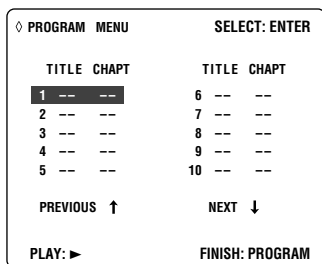 ◊ PROGRAM MENU SELECT: ENTER
TITLE CHAPT TITLE CHAPT
1 -- -- 6 -- --
2 -- -- 7 -- --
3 -- -- 8 -- --
4 -- -- 9 -- --
5 -- -- 10 -- --
PREVIOUS ↑ NEXT ↓
PLAY: ► FINISH: PROGRAM